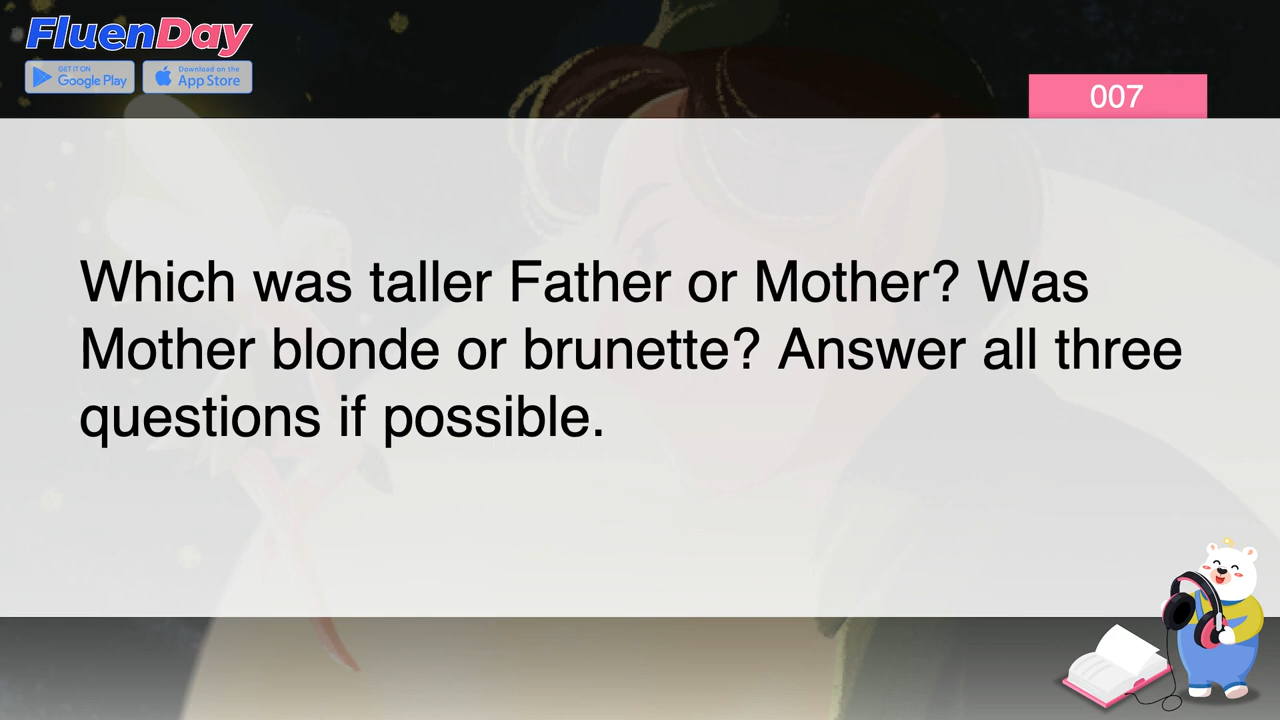 FluenDay
GET IT ON
Google Play
Download on the
App Store
007
Which was taller Father or Mother? Was
Mother blonde or brunette? Answer all three
questions if possible.